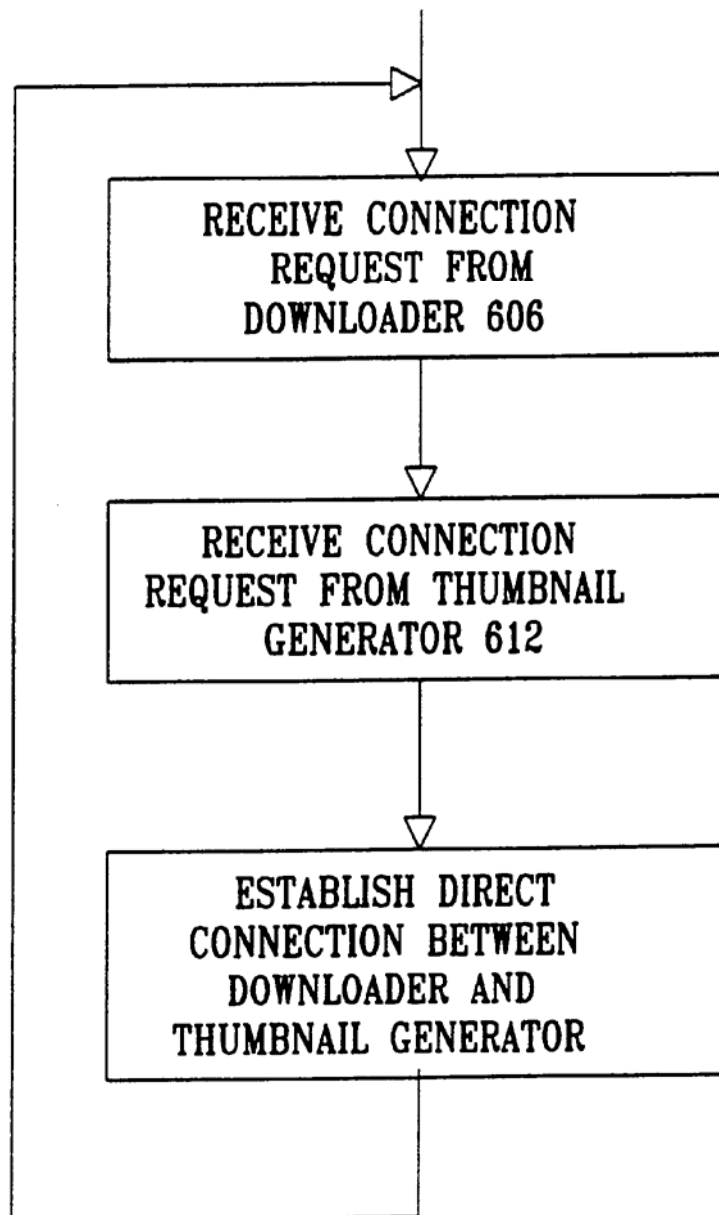 RECEIVE CONNECTION
REQUEST FROM
DOWNLOADER 606
RECEIVE CONNECTION
REQUEST FROM THUMBNAIL
GENERATOR 612
ESTABLISH DIRECT
CONNECTION BETWEEN
DOWNLOADER AND
THUMBNAIL GENERATOR